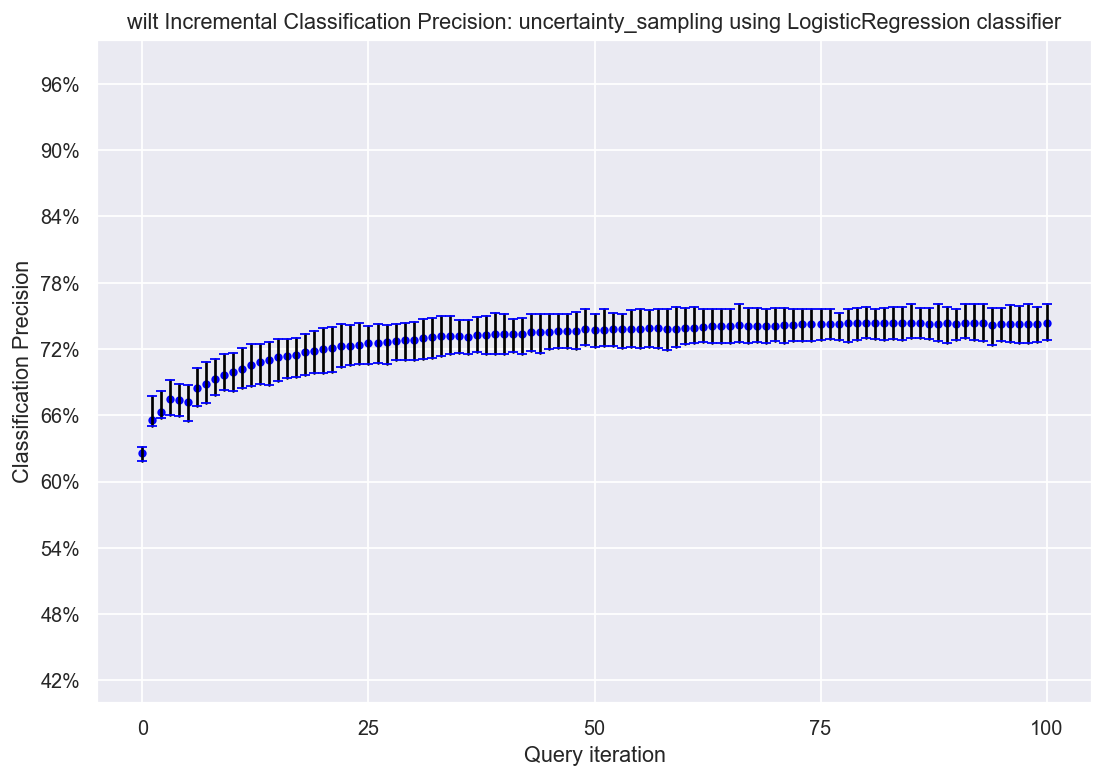 wilt Incremental Classification Precision: uncertainty_sampling using LogisticRegression classifier
96%
90%
84%
78%
72%
66%
60%
54%
48%
42%
Classification Precision
0 25 50 75 100
Query iteration